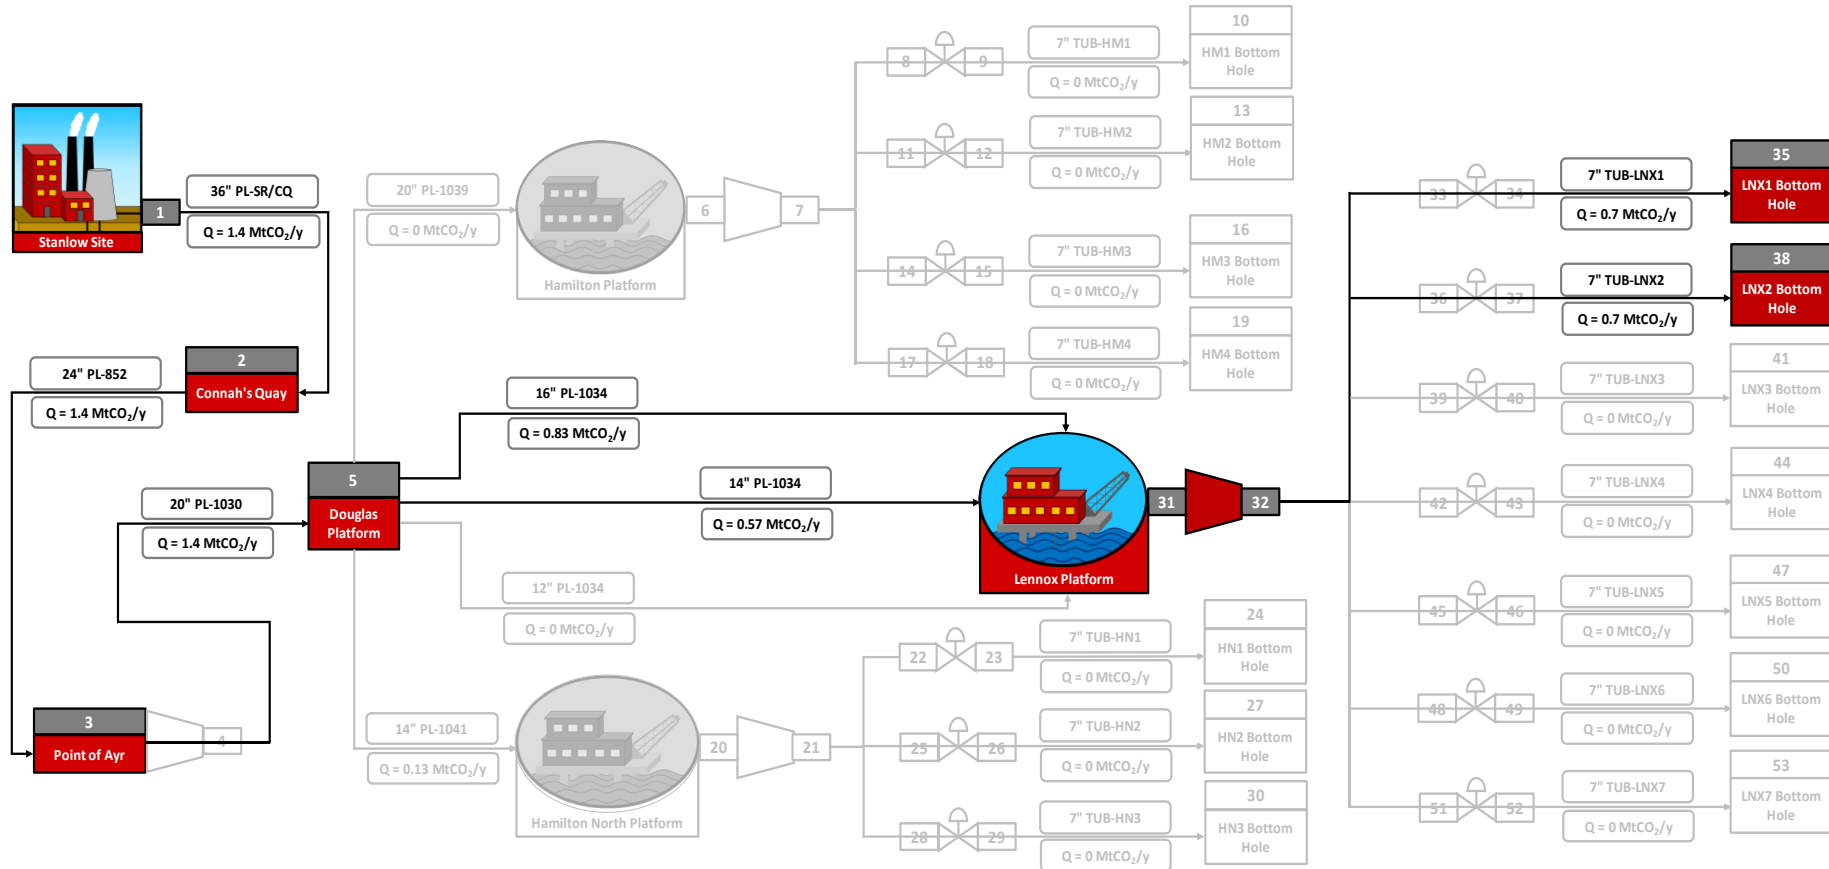 Stanlow Site
1
36" PL-SR/CQ
Q = 1.4 MtCO₂/y
2
Connah's Quay
24" PL-852
Q = 1.4 MtCO₂/y
3
Point of Ayr
4
20" PL-1030
Q = 1.4 MtCO₂/y
5
Douglas
Platform
20" PL-1039
Q = 0 MtCO₂/y
Hamilton Platform
6
7
8
9
7" TUB-HM1
Q = 0 MtCO₂/y
10
HM1 Bottom
Hole
11
12
7" TUB-HM2
Q = 0 MtCO₂/y
13
HM2 Bottom
Hole
14
15
7" TUB-HM3
Q = 0 MtCO₂/y
16
HM3 Bottom
Hole
17
18
7" TUB-HM4
Q = 0 MtCO₂/y
19
HM4 Bottom
Hole
16" PL-1034
Q = 0.83 MtCO₂/y
14" PL-1034
Q = 0.57 MtCO₂/y
12" PL-1034
Q = 0 MtCO₂/y
Lennox Platform
31
32
14" PL-1041
Q = 0.13 MtCO₂/y
Hamilton North Platform
20
21
22
23
7" TUB-HN1
Q = 0 MtCO₂/y
24
HN1 Bottom
Hole
25
26
7" TUB-HN2
Q = 0 MtCO₂/y
27
HN2 Bottom
Hole
28
29
7" TUB-HN3
Q = 0 MtCO₂/y
30
HN3 Bottom
Hole
33
34
7" TUB-LNX1
Q = 0.7 MtCO₂/y
35
LNX1 Bottom
Hole
36
37
7" TUB-LNX2
Q = 0.7 MtCO₂/y
38
LNX2 Bottom
Hole
39
40
7" TUB-LNX3
Q = 0 MtCO₂/y
41
LNX3 Bottom
Hole
42
43
7" TUB-LNX4
Q = 0 MtCO₂/y
44
LNX4 Bottom
Hole
45
46
7" TUB-LNX5
Q = 0 MtCO₂/y
47
LNX5 Bottom
Hole
48
49
7" TUB-LNX6
Q = 0 MtCO₂/y
50
LNX6 Bottom
Hole
51
52
7" TUB-LNX7
Q = 0 MtCO₂/y
53
LNX7 Bottom
Hole